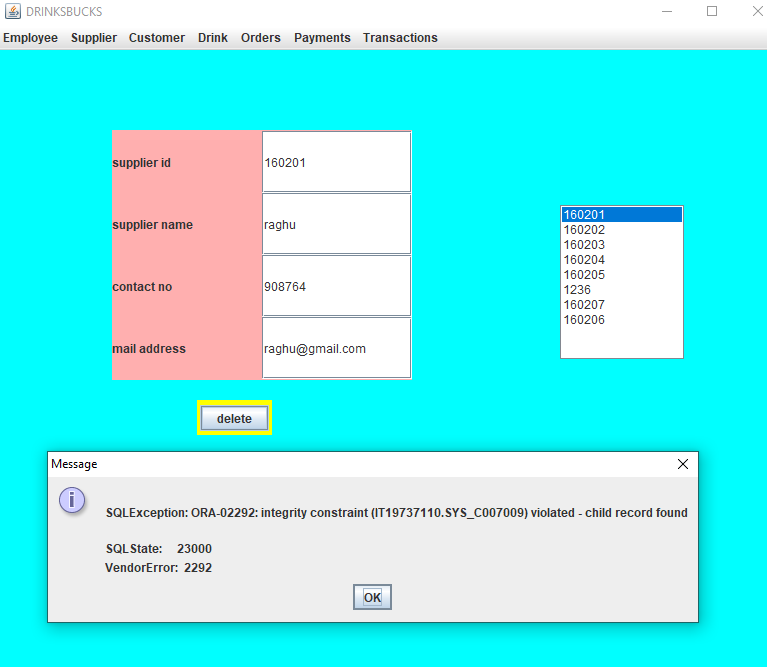 DRINKSBUCKS
Employee Supplier Customer Drink Orders Payments Transactions
supplier id 160201
supplier name raghu
contact no 908764
mail address raghu@gmail.com
160201
160202
160203
160204
160205
1236
160207
160206
delete
Message
SQLException: ORA-02292: integrity constraint (IT19737110.SYS_C007009) violated - child record found
SQLState: 23000
VendorError: 2292
OK